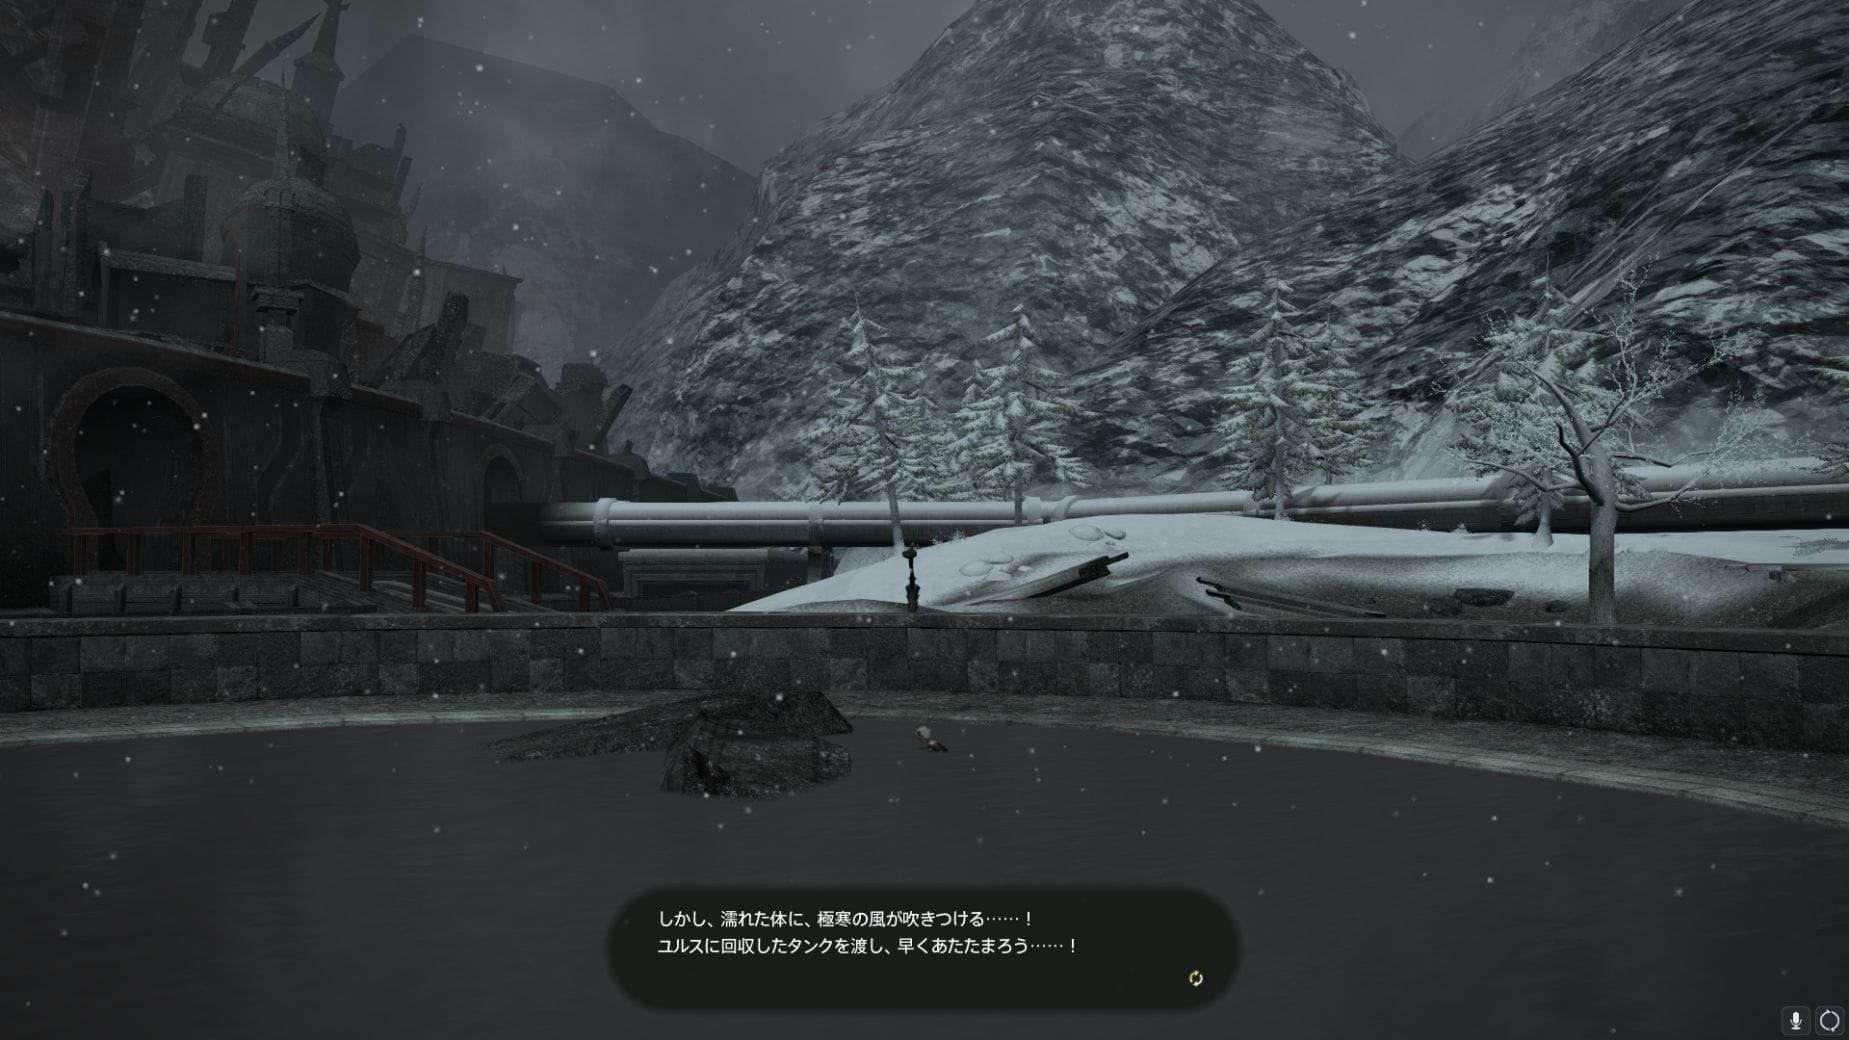 しかし、濡れた体に、極寒の風が吹きつける……！
ユルスに回収したタンクを渡し、早くあたたまろう……！